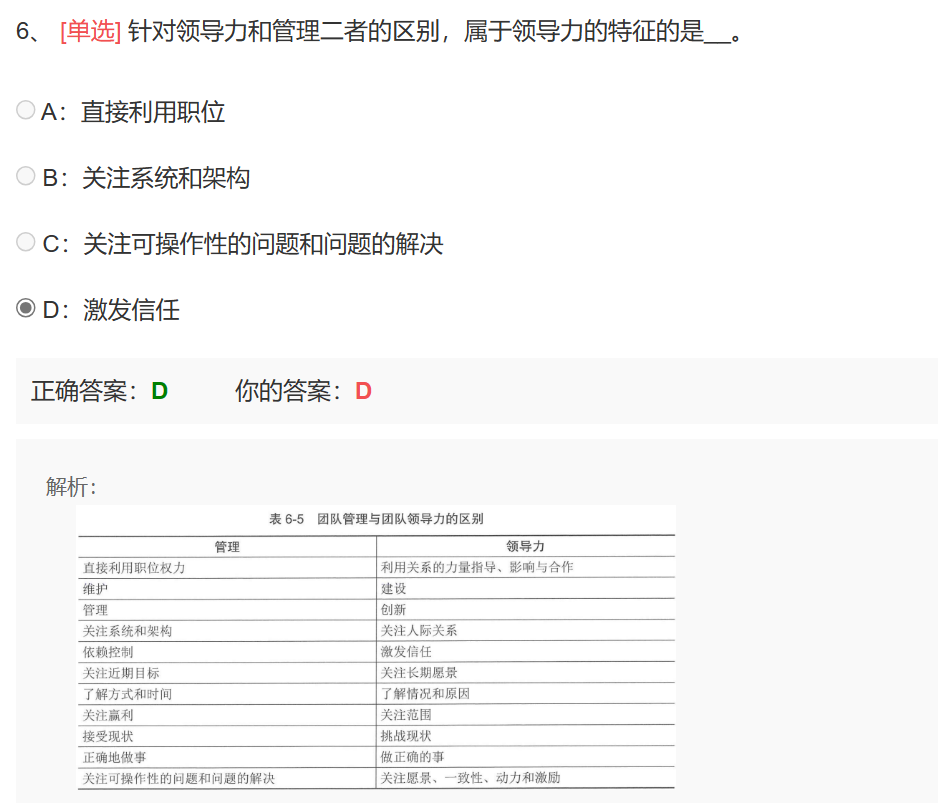 6、 [单选] 针对领导力和管理二者的区别，属于领导力的特征的是__。
A：直接利用职位
B：关注系统和架构
C：关注可操作性的问题和问题的解决
D：激发信任
正确答案：D 你的答案：D
解析：
表 6-5 团队管理与团队领导力的区别
管理 领导力
直接利用职位权力 利用关系的力量指导、影响与合作
维护 建设
管理 创新
关注系统和架构 关注人际关系
依赖控制 激发信任
关注近期目标 关注长期愿景
了解方式和时间 了解情况和原因
关注赢利 关注范围
接受现状 挑战现状
正确地做事 做正确的事
关注可操作性的问题和问题的解决 关注愿景、一致性、动力和激励